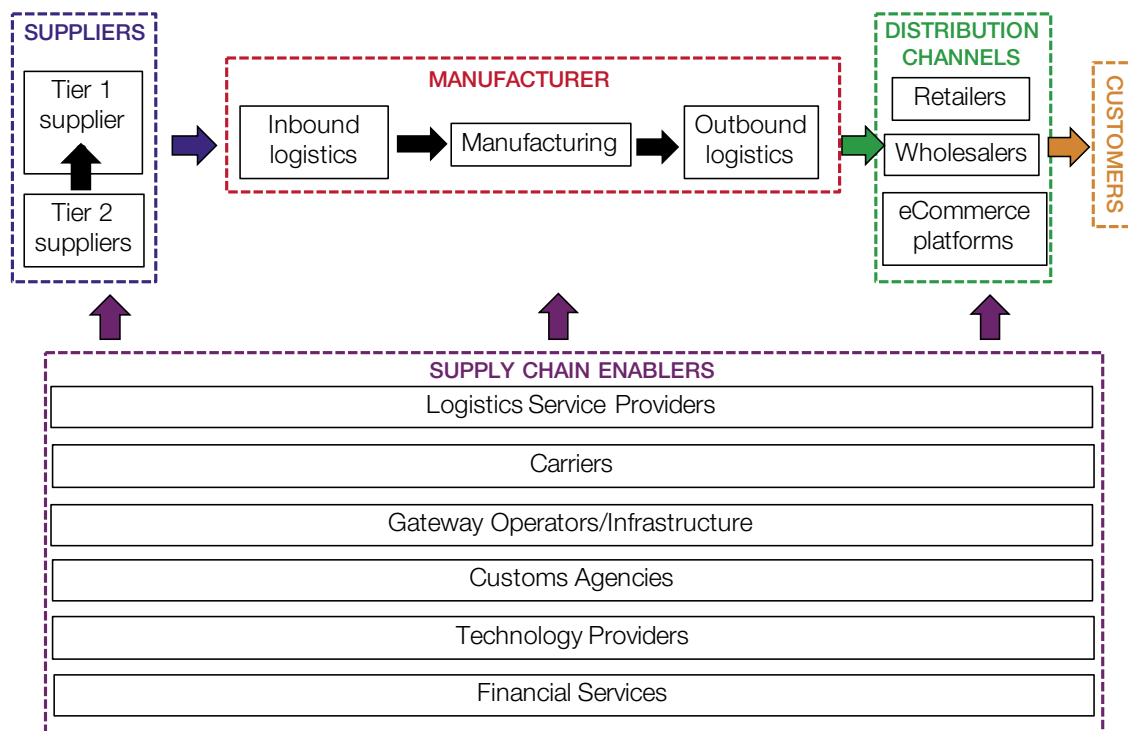 SUPPLIERS
Tier 1
supplier
Tier 2
suppliers
MANUFACTURER
Inbound
logistics
Manufacturing
Outbound
logistics
DISTRIBUTION
CHANNELS
Retailers
Wholesalers
eCommerce
platforms
CUSTOMERS
SUPPLY CHAIN ENABLERS
Logistics Service Providers
Carriers
Gateway Operators/Infrastructure
Customs Agencies
Technology Providers
Financial Services